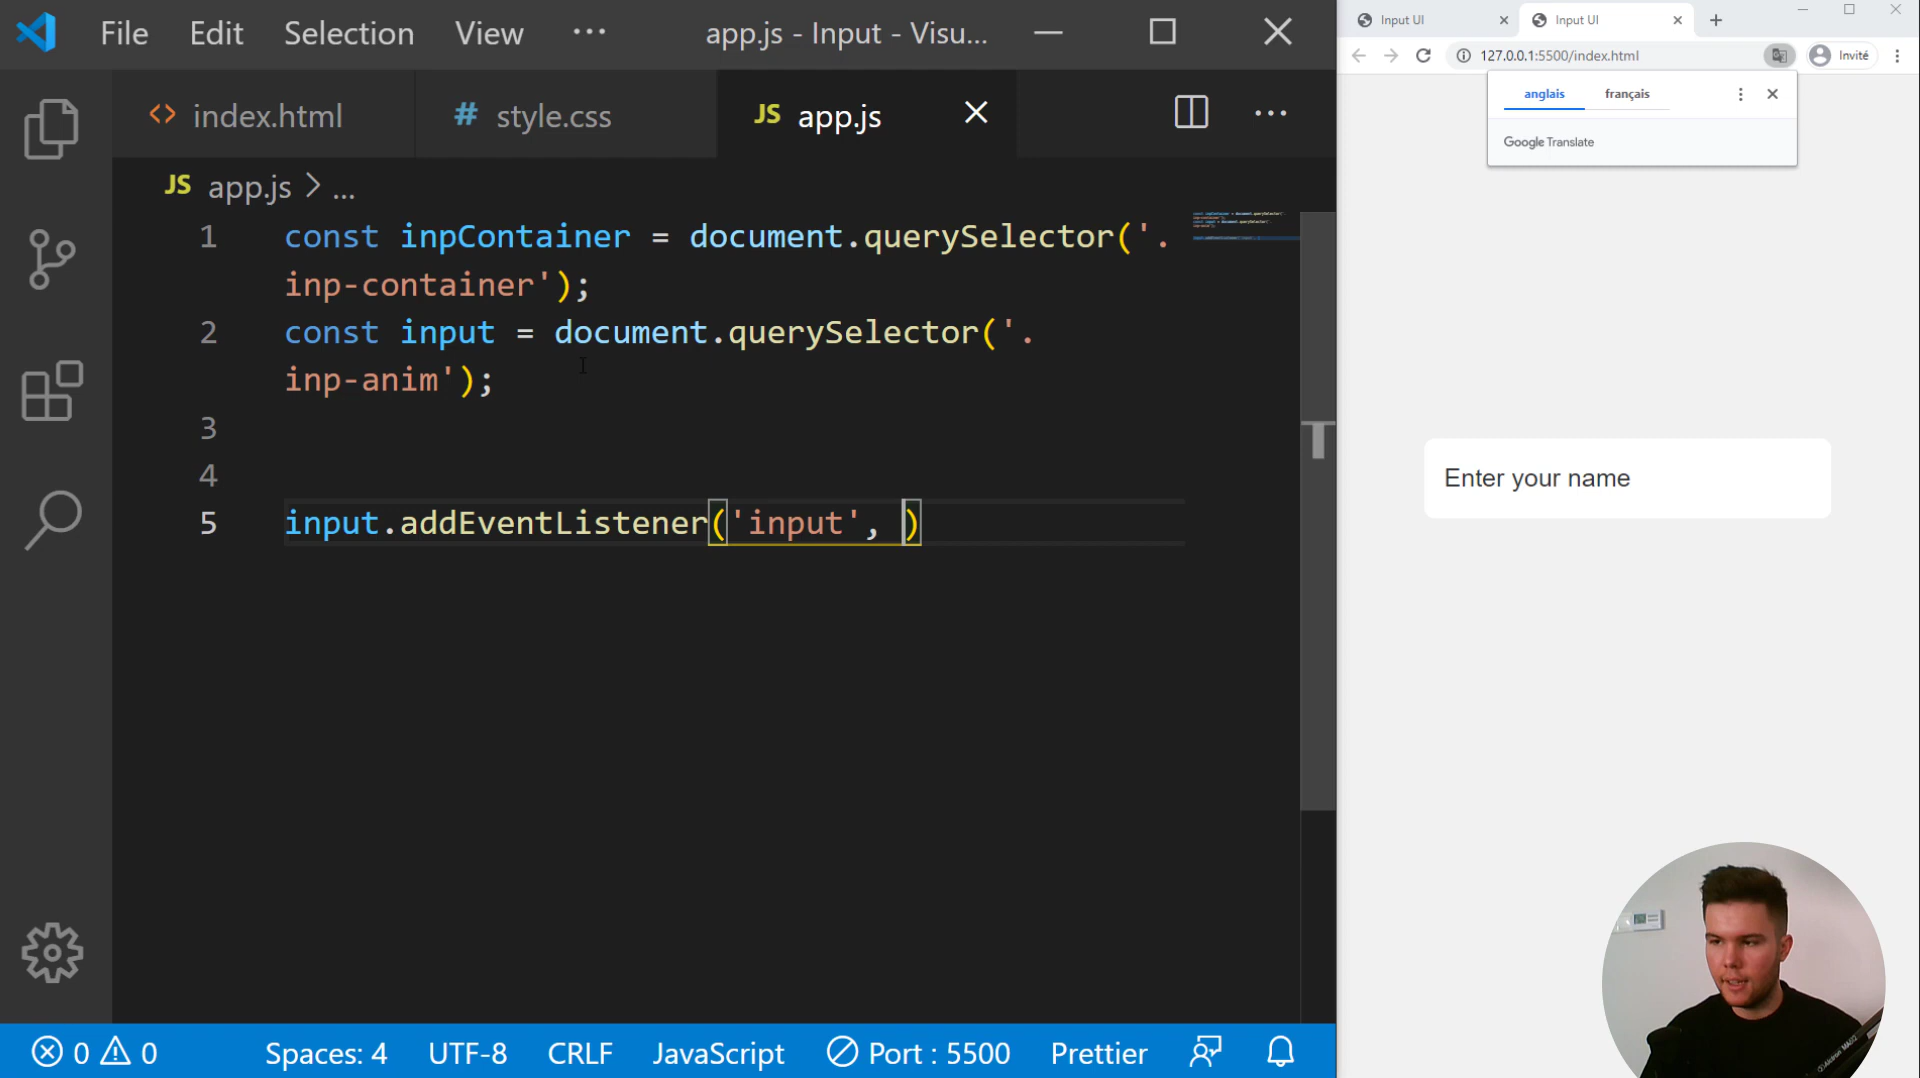 File Edit Selection View ··· app.js - Input - Visu...
index.html style.css JS app.js
JS app.js > ...
1 const inpContainer = document.querySelector('.
inp-container');
2 const input = document.querySelector('.
inp-anim');
3
4
5 input.addEventListener('input', )
0 0 Spaces: 4 UTF-8 CRLF JavaScript Port : 5500 Prettier
Input UI Input UI
127.0.0.1:5500/index.html Invité
anglais français
Google Translate
Enter your name